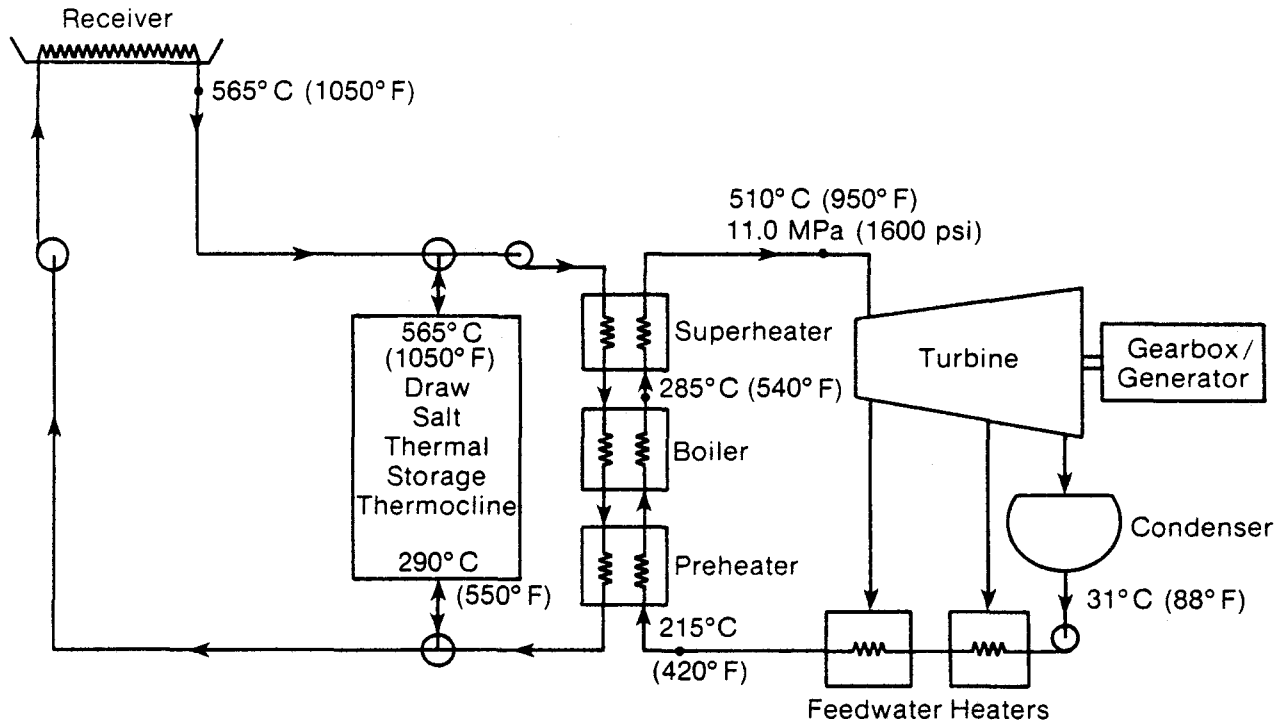 Receiver
565° C (1050° F)
510° C (950° F)
11.0 MPa (1600 psi)
565° C
(1050° F)
Draw
Salt
Thermal
Storage
Thermocline
290° C
(550° F)
Superheater
285° C (540° F)
Boiler
Preheater
215°C
(420° F)
Turbine
Gearbox/
Generator
Condenser
31° C (88° F)
Feedwater Heaters